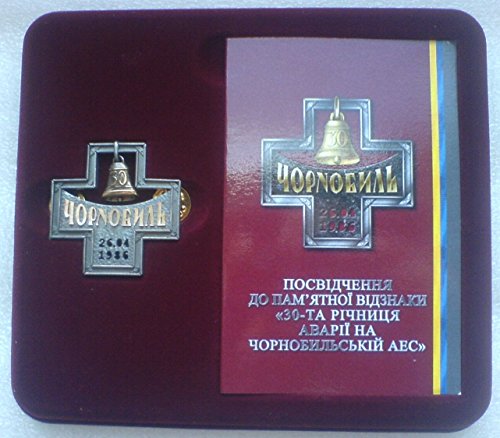 30
ЧОРНОБИЛЬ
26.04
1986
30
ЧОРНОБИЛЬ
26.04
1986
ПОСВІДЧЕННЯ
ДО ПАМ'ЯТНОЇ ВІДЗНАКИ
«30-ТА РІЧНИЦЯ
АВАРІЇ НА
ЧОРНОБИЛЬСЬКІЙ АЕС»